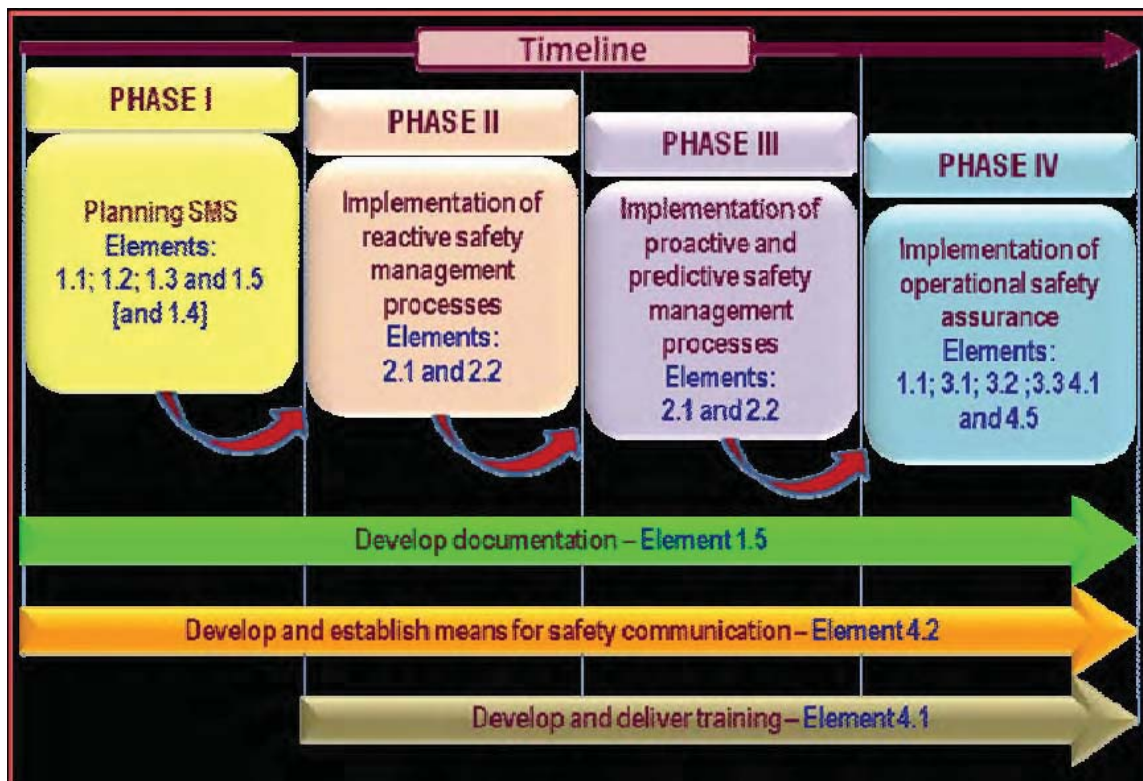 Timeline
PHASE I
Planning SMS
Elements:
1.1; 1.2; 1.3 and 1.5
[and 1.4]
PHASE II
Implementation of
reactive safety
management
processes
Elements:
2.1 and 2.2
PHASE III
Implementation of
proactive and
predictive safety
management
processes
Elements:
2.1 and 2.2
PHASE IV
Implementation of
operational safety
assurance
Elements:
1.1; 3.1; 3.2 ;3.3 4.1
and 4.5
Develop documentation – Element 1.5
Develop and establish means for safety communication – Element 4.2
Develop and deliver training – Element 4.1